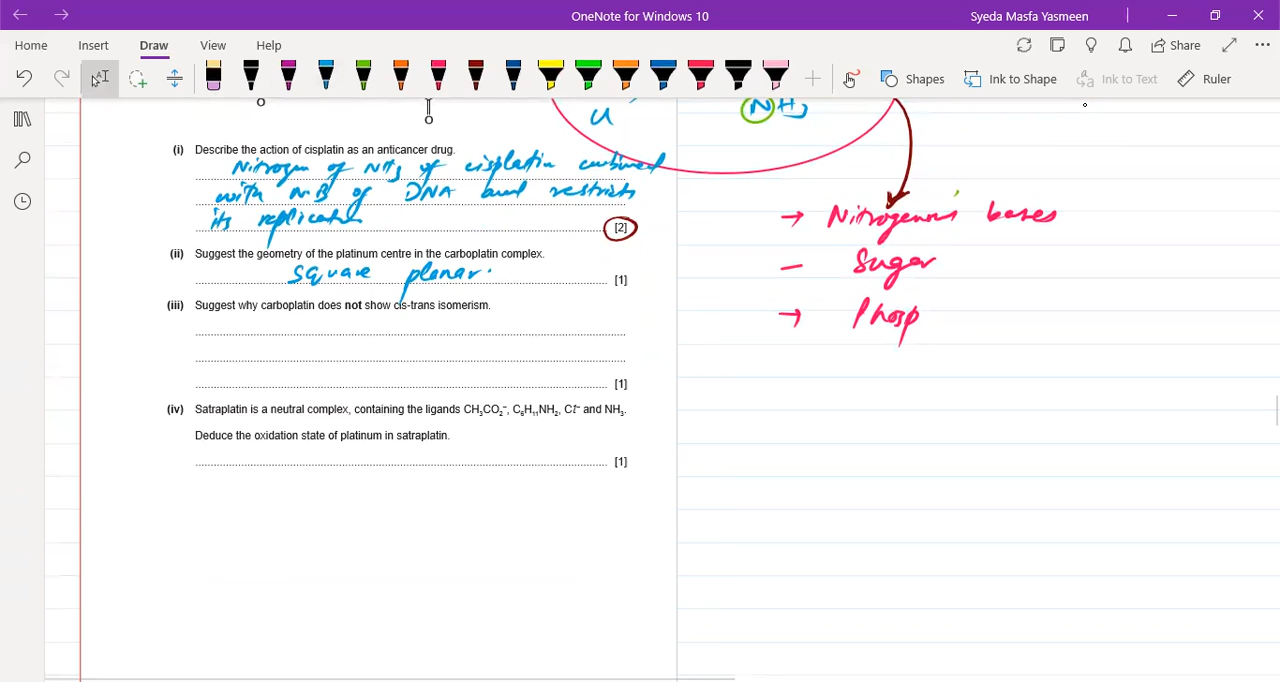 OneNote for Windows 10
Syeda Masfa Yasmeen
Home Insert Draw View Help
Share
Shapes Ink to Shape Ink to Text Ruler
o
o
U
NH3
(i) Describe the action of cisplatin as an anticancer drug.
Nitrogen of NH3 of cisplatin combined
with NB of DNA and restricts
its replication
[2]
(ii) Suggest the geometry of the platinum centre in the carboplatin complex.
square planar.
[1]
(iii) Suggest why carboplatin does not show cis-trans isomerism.
[1]
(iv) Satraplatin is a neutral complex, containing the ligands CH₃CO₂⁻, C₆H₁₁NH₂, Cl⁻ and NH₃.
Deduce the oxidation state of platinum in satraplatin.
[1]
→ Nitrogenous bases
– Sugar
→ Phosp